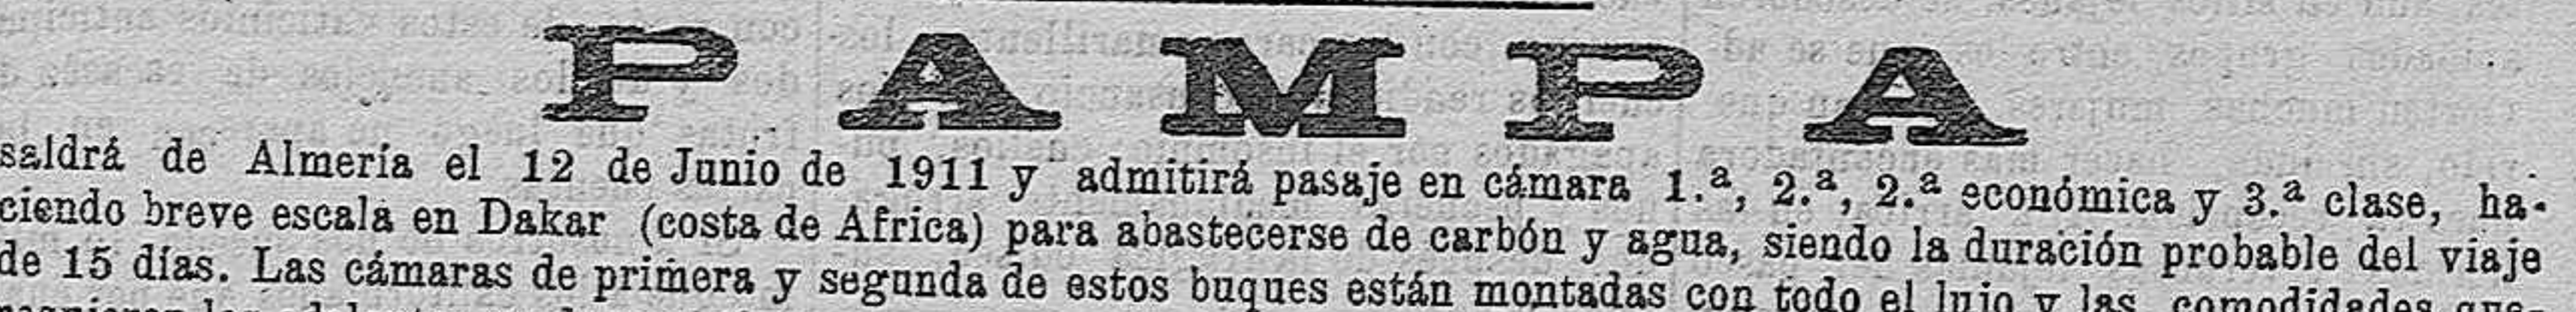 PAMPA
saldrá de Almería el 12 de Junio de 1911 y admitirá pasaje en cámara 1.ª, 2.ª, 2.ª económica y 3.ª clase, ha-
ciendo breve escala en Dakar (costa de Africa) para abastecerse de carbón y agua, siendo la duración probable del viaje
de 15 días. Las cámaras de primera y segunda de estos buques están montadas con todo el lujo y las comodidades que-